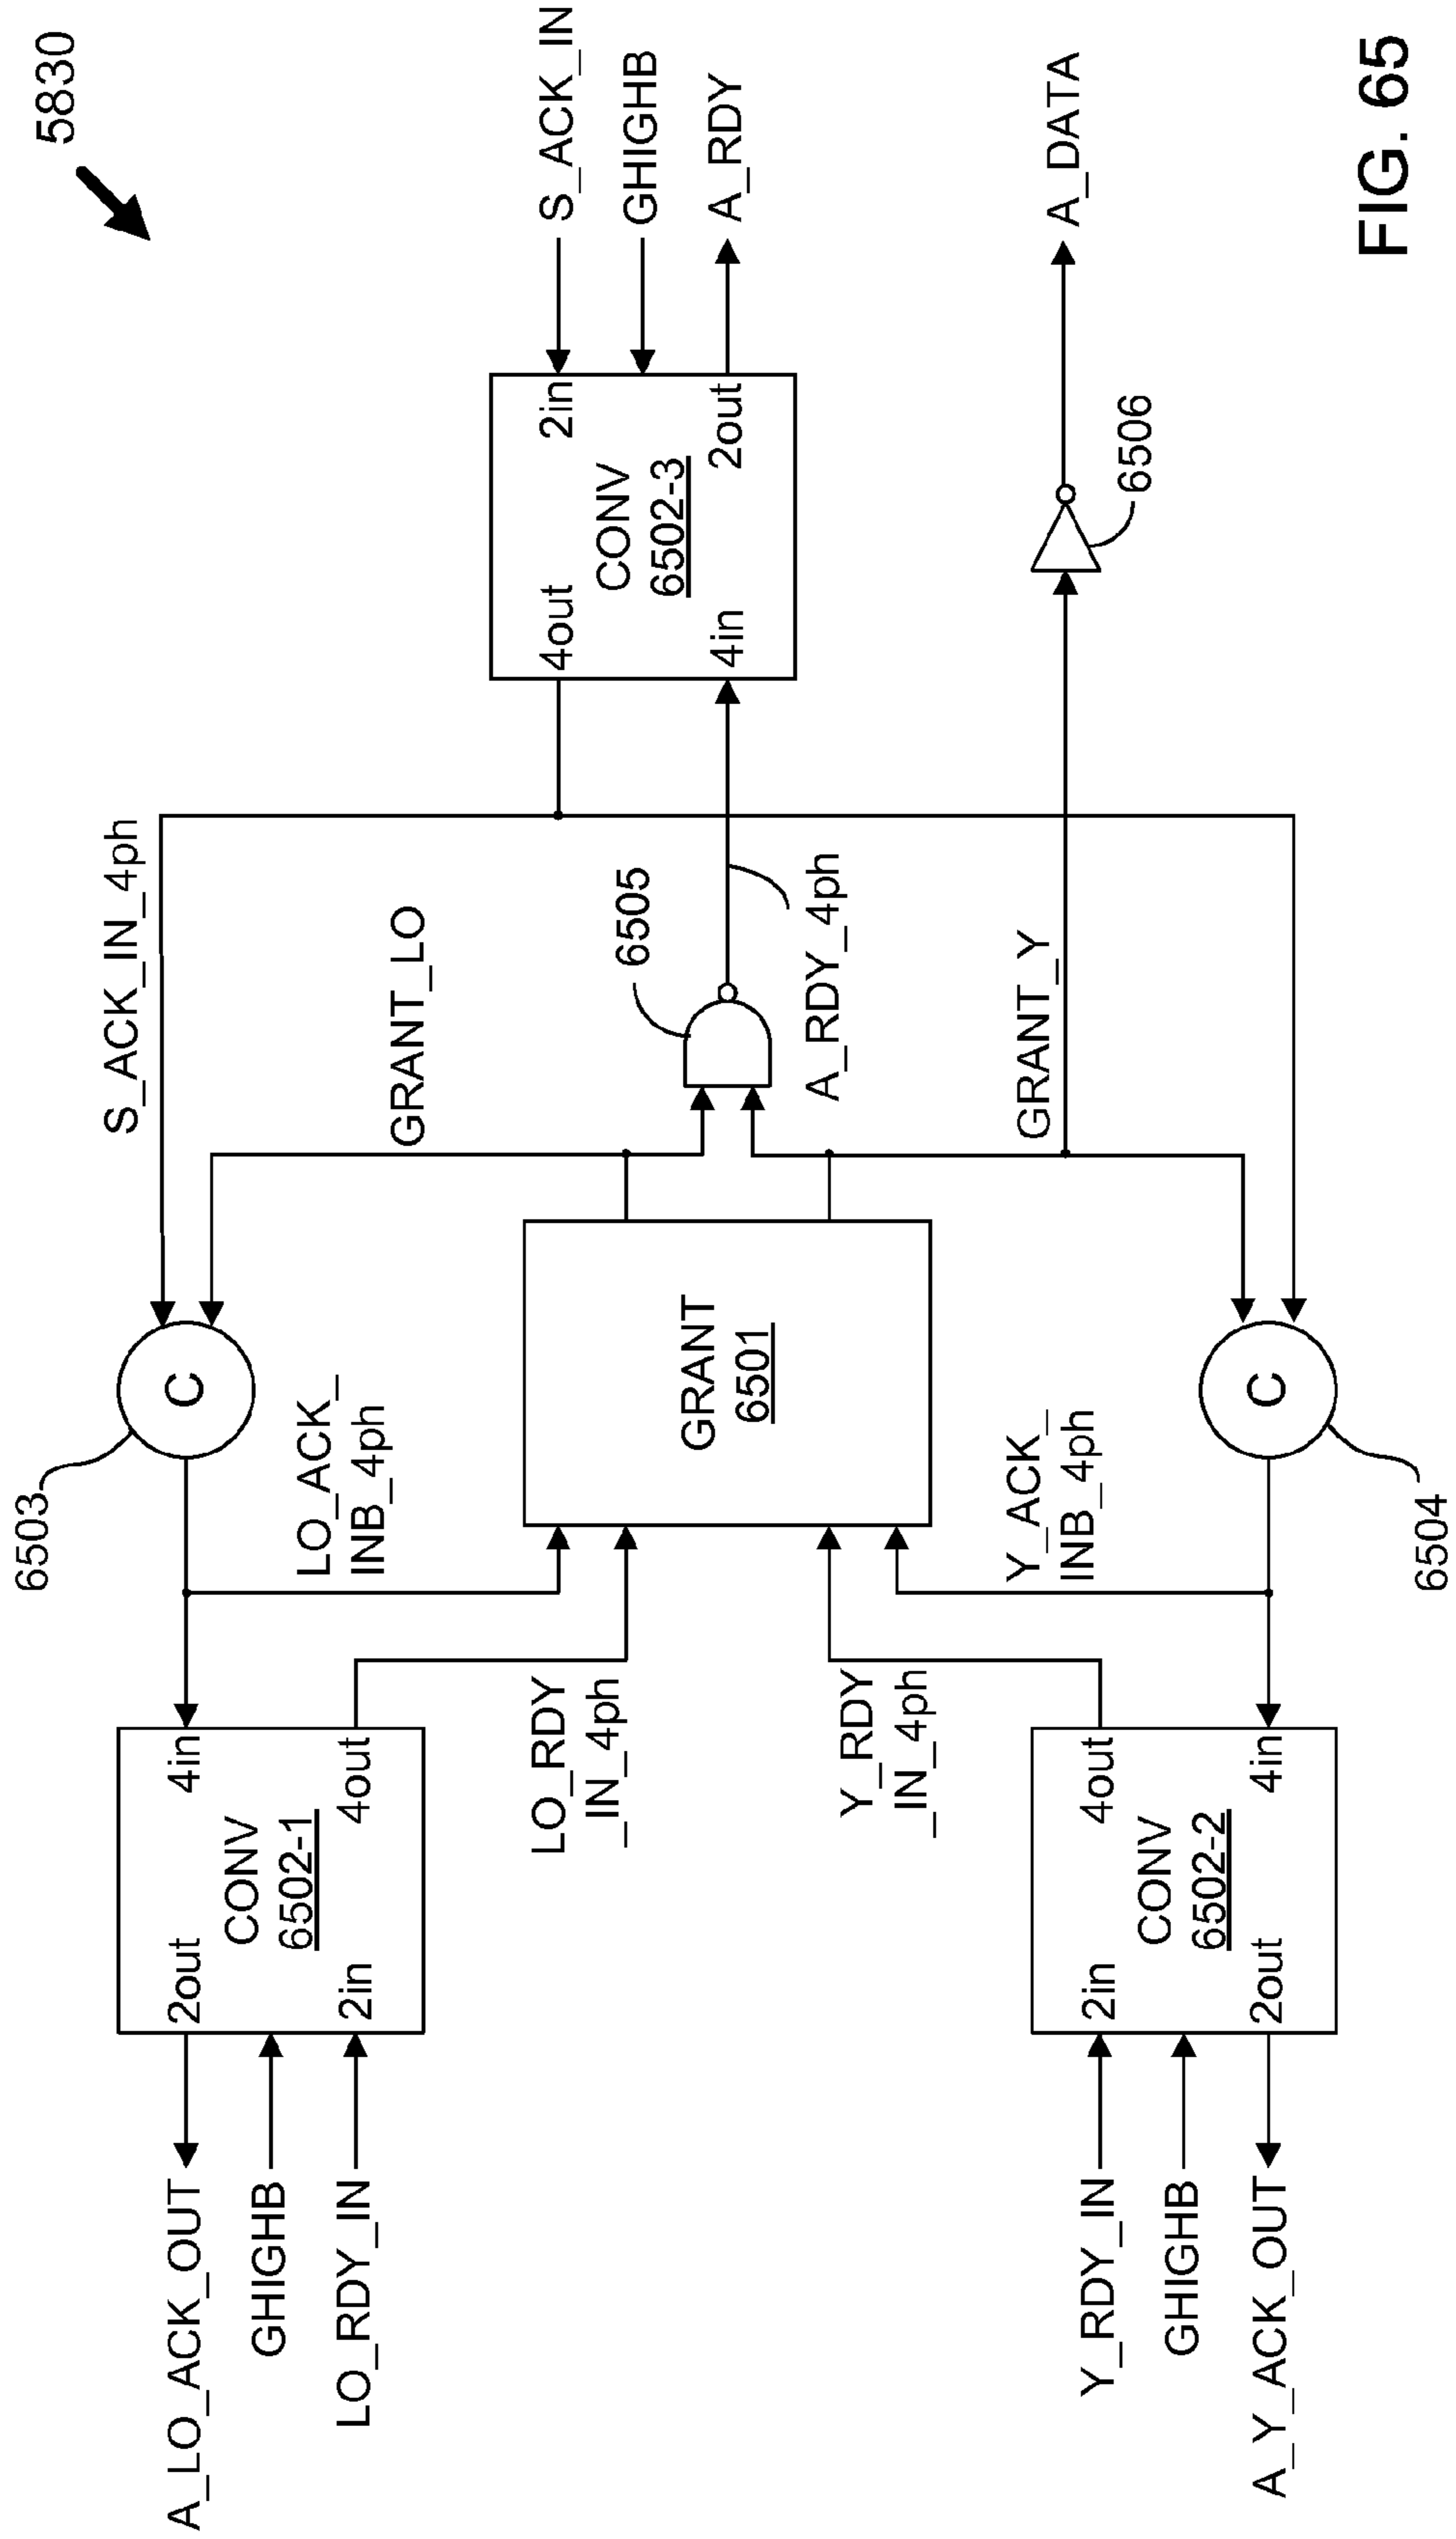 5830
A_LO_ACK_OUT
GHIGHB
LO_RDY_IN
2out
4in
CONV
6502-1
2in
4out
6503
C
LO_ACK_
INB_4ph
S_ACK_IN_4ph
GRANT_LO
LO_RDY
_IN_4ph
GRANT
6501
6505
A_RDY_4ph
4out
2in
CONV
6502-3
4in
2out
S_ACK_IN
GHIGHB
A_RDY
Y_RDY
_IN_4ph
Y_ACK_
INB_4ph
GRANT_Y
6506
A_DATA
Y_RDY_IN
GHIGHB
A_Y_ACK_OUT
2in
4out
CONV
6502-2
2out
4in
C
6504
FIG. 65